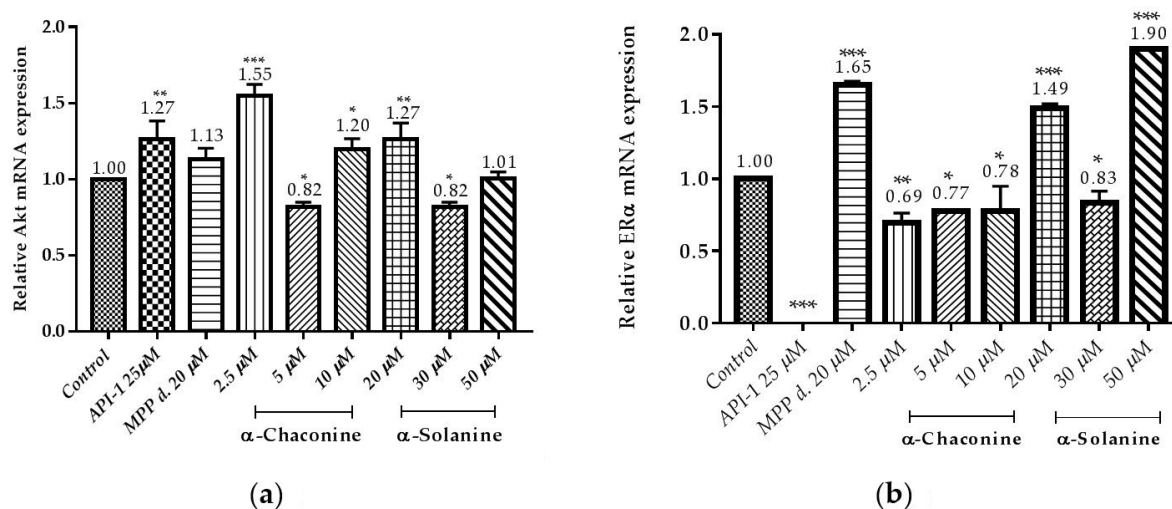 Relative Akt mRNA expression
2.0
1.5
1.0
0.5
0.0
1.00
**
1.27
1.13
***
1.55
*
0.82
*
1.20
**
1.27
*
0.82
1.01
Control
API-1 25µM
MPP d. 20 µM
2.5 µM
5 µM
10 µM
20 µM
30 µM
50 µM
α-Chaconine
α-Solanine
(a)
Relative ERα mRNA expression
2.0
1.5
1.0
0.5
0.0
1.00
***
***
1.65
**
0.69
*
0.77
*
0.78
***
1.49
*
0.83
***
1.90
Control
API-1 25 µM
MPP d. 20 µM
2.5 µM
5 µM
10 µM
20 µM
30 µM
50 µM
α-Chaconine
α-Solanine
(b)